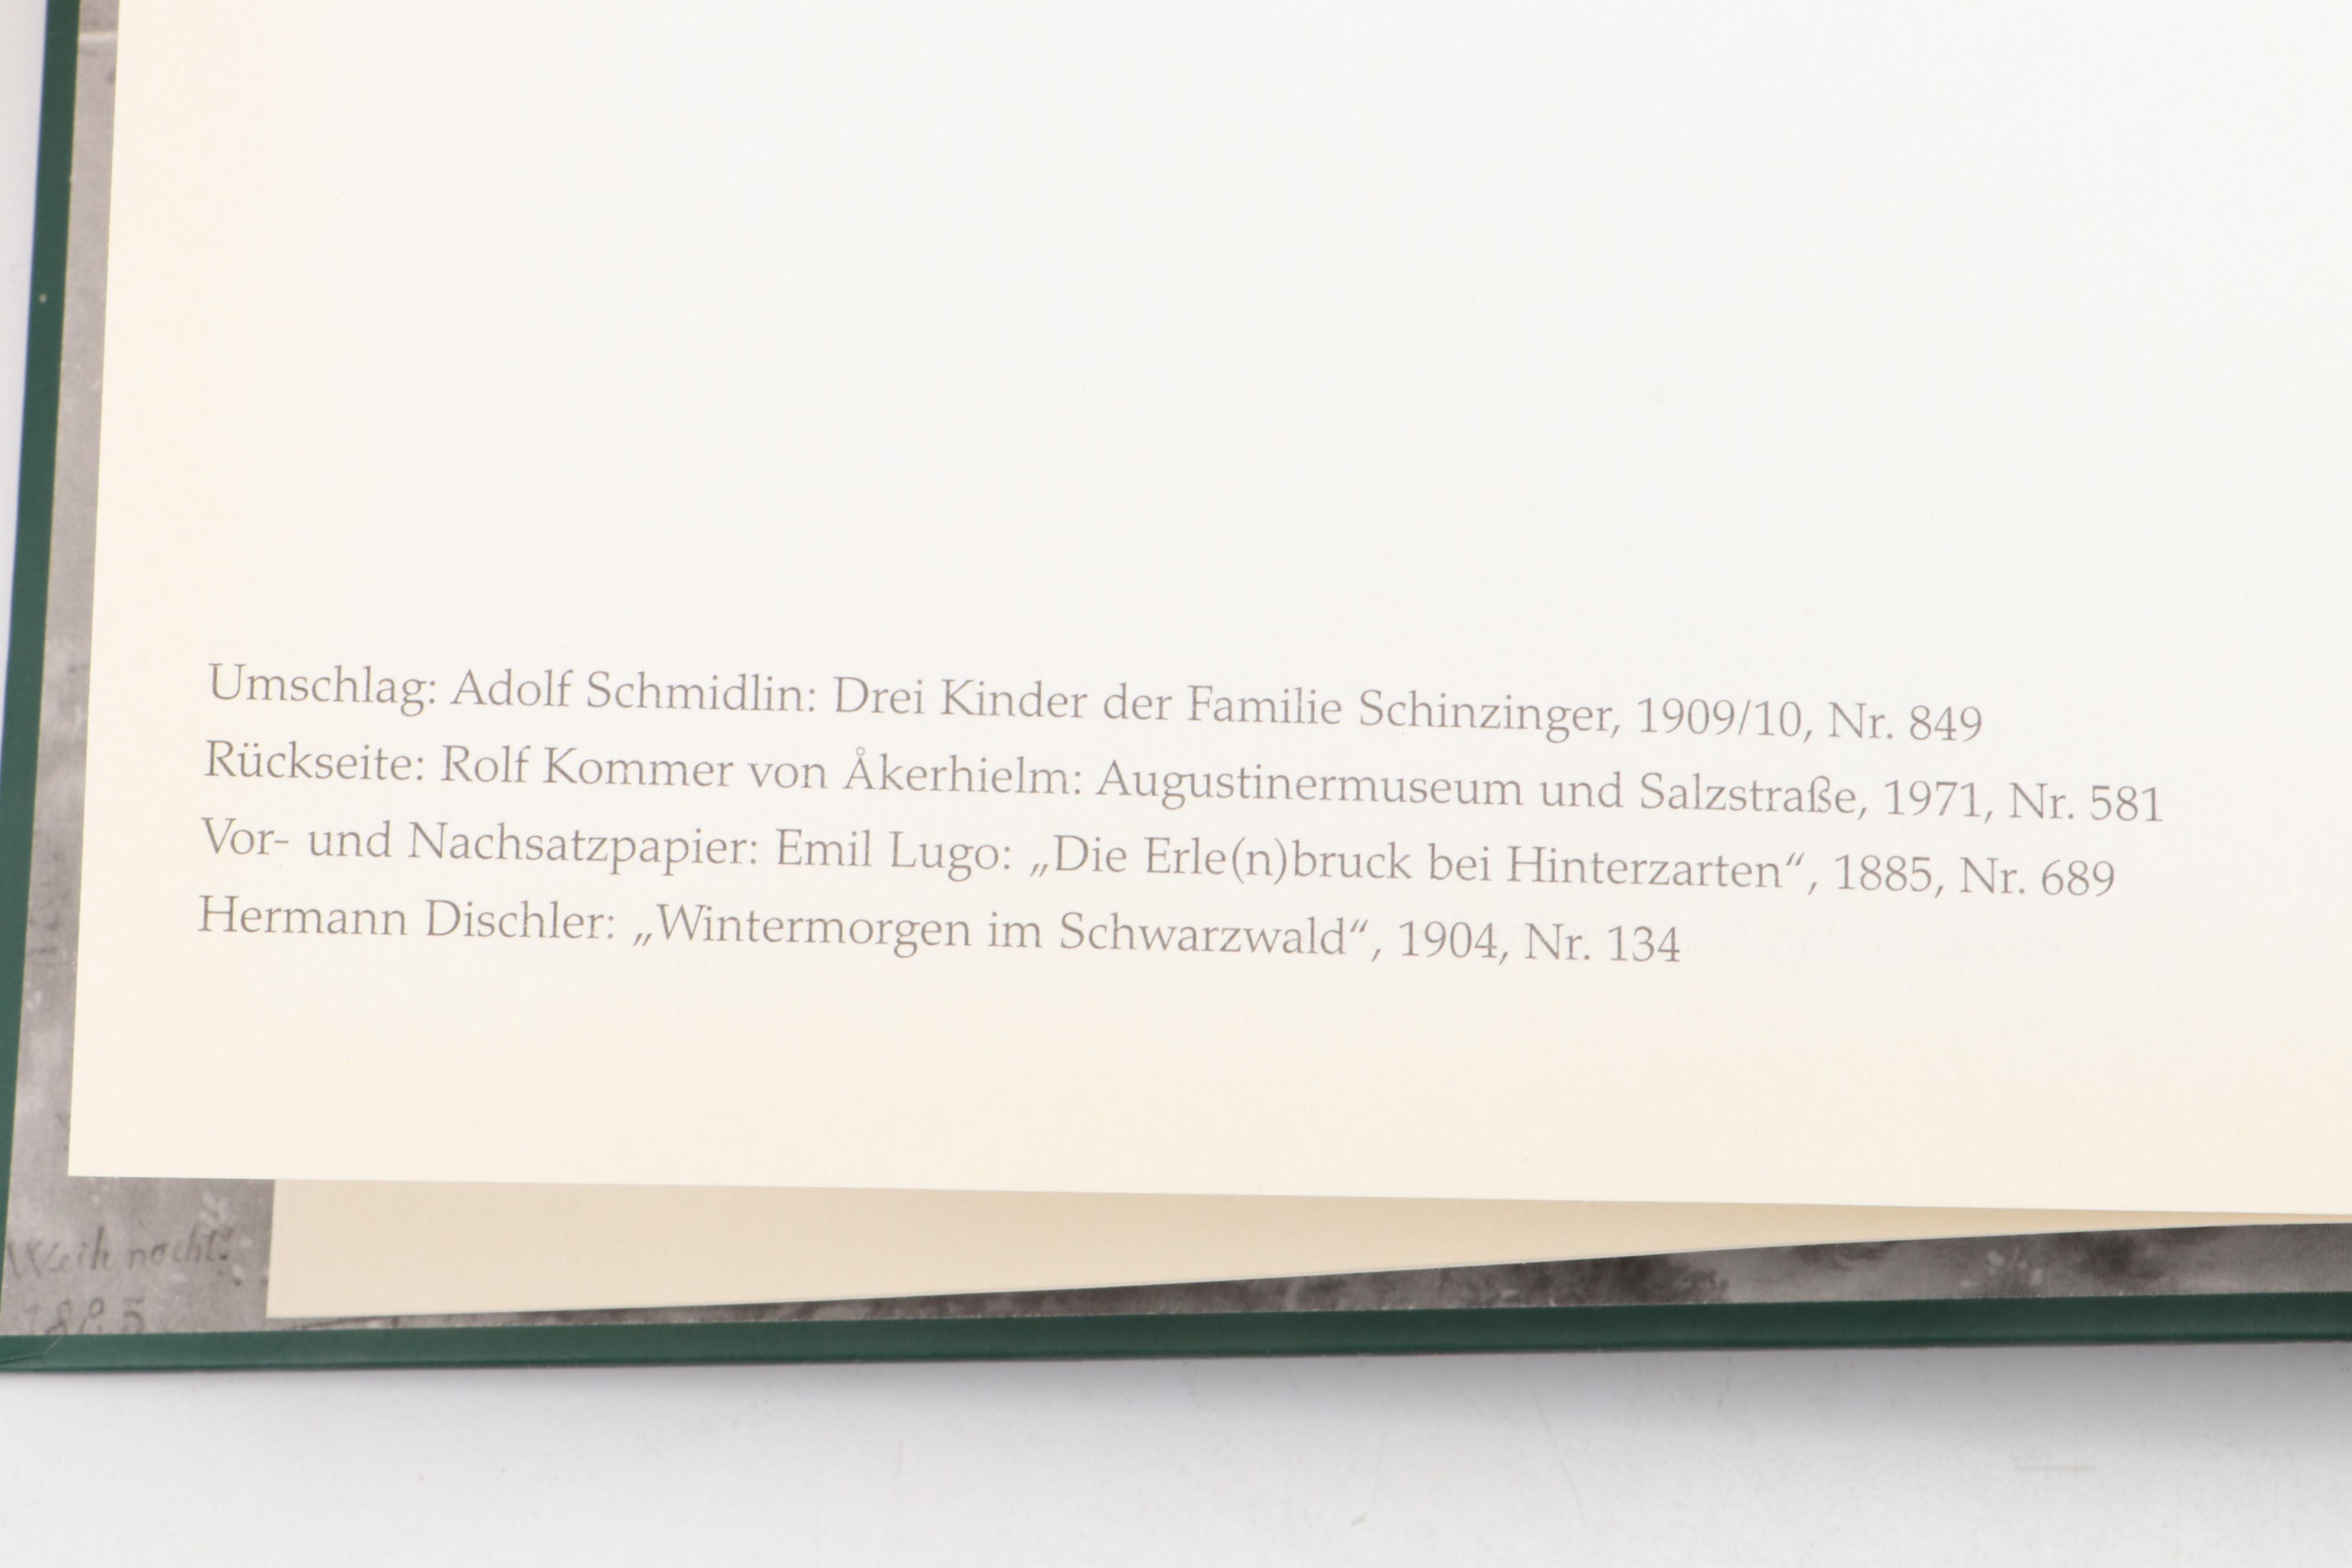 Umschlag: Adolf Schmidlin: Drei Kinder der Familie Schinzinger, 1909/10, Nr. 849
Rückseite: Rolf Kommer von Åkerhielm: Augustinermuseum und Salzstraße, 1971, Nr. 581
Vor- und Nachsatzpapier: Emil Lugo: „Die Erle(n)bruck bei Hinterzarten“, 1885, Nr. 689
Hermann Dischler: „Wintermorgen im Schwarzwald“, 1904, Nr. 134
Weihnacht.
1885